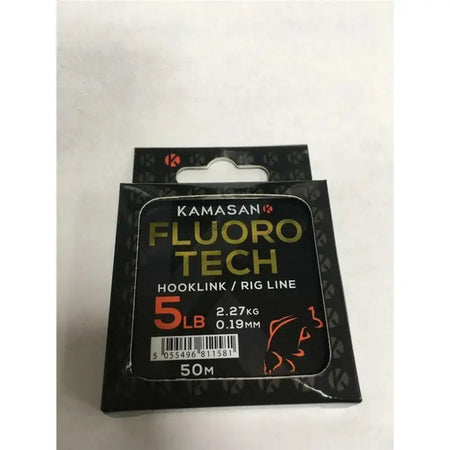 KAMASAN K
FLUORO
TECH
HOOKLINK / RIG LINE
5LB
2.27KG
0.19MM
5 055496 811581
50M